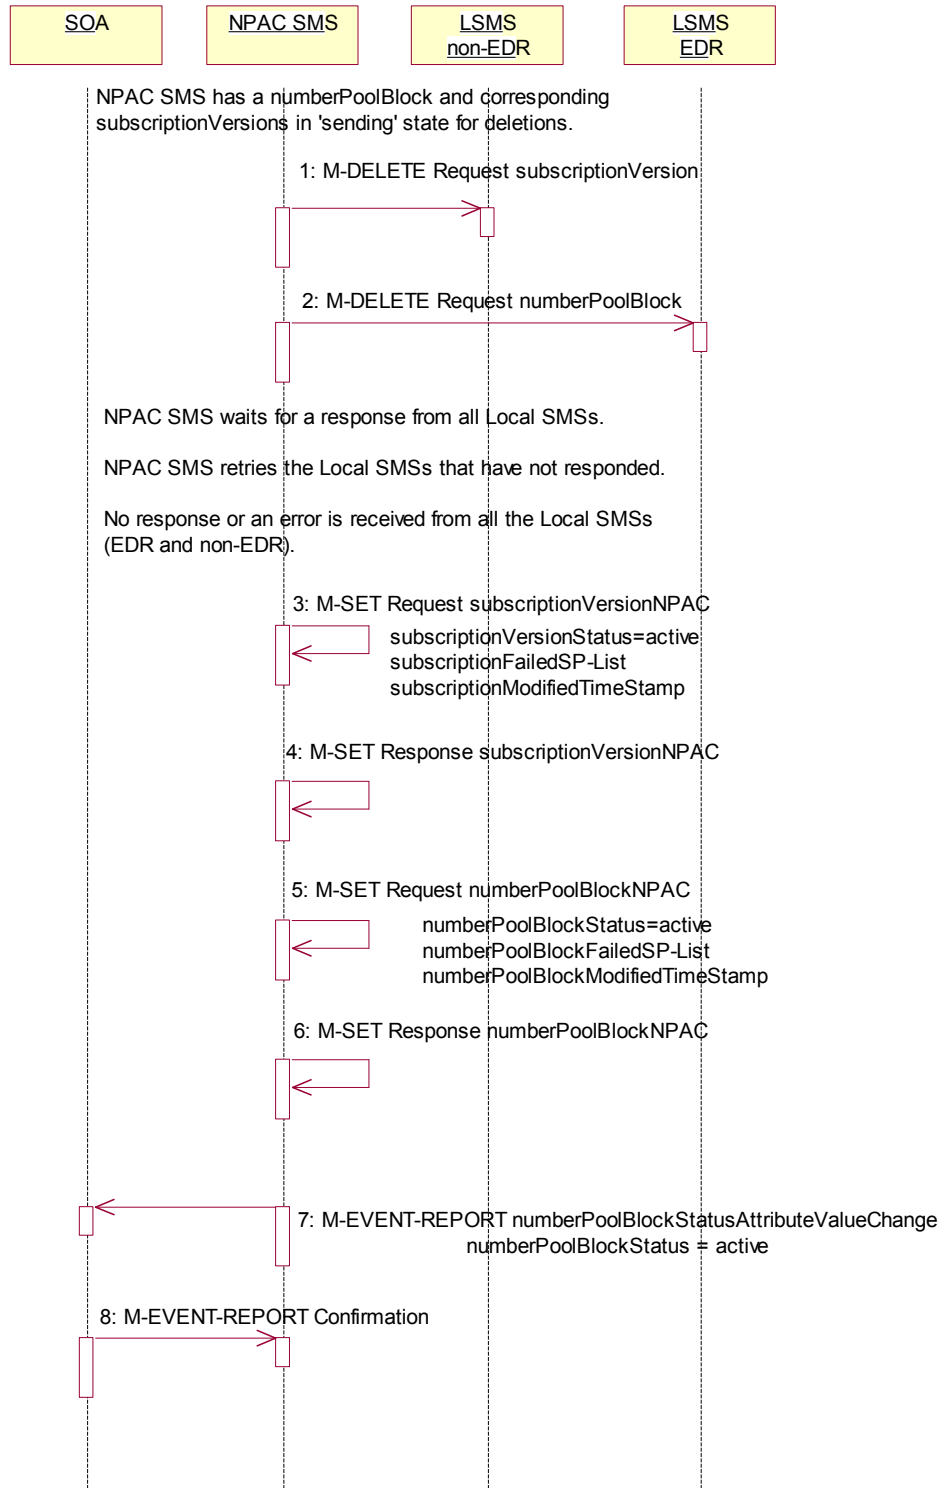 SOA
NPAC SMS
LSMS
non-EDR
LSMS
EDR
NPAC SMS has a numberPoolBlock and corresponding
subscriptionVersions in 'sending' state for deletions.
1: M-DELETE Request subscriptionVersion
2: M-DELETE Request numberPoolBlock
NPAC SMS waits for a response from all Local SMSs.
NPAC SMS retries the Local SMSs that have not responded.
No response or an error is received from all the Local SMSs
(EDR and non-EDR).
3: M-SET Request subscriptionVersionNPAC
subscriptionVersionStatus=active
subscriptionFailedSP-List
subscriptionModifiedTimeStamp
4: M-SET Response subscriptionVersionNPAC
5: M-SET Request numberPoolBlockNPAC
numberPoolBlockStatus=active
numberPoolBlockFailedSP-List
numberPoolBlockModifiedTimeStamp
6: M-SET Response numberPoolBlockNPAC
7: M-EVENT-REPORT numberPoolBlockStatusAttributeValueChange
numberPoolBlockStatus = active
8: M-EVENT-REPORT Confirmation